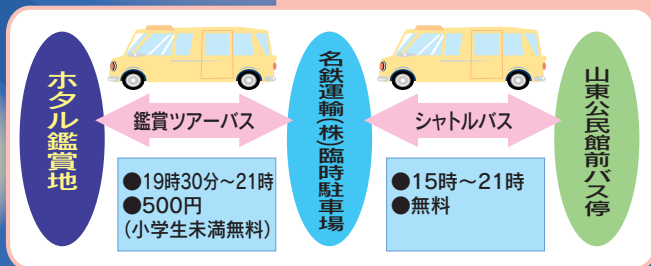 ホタル鑑賞地
鑑賞ツアーバス
●19時30分～21時
●500円
(小学生未満無料)
名鉄運輸(株)臨時駐車場
シャトルバス
●15時～21時
●無料
山東公民館前バス停